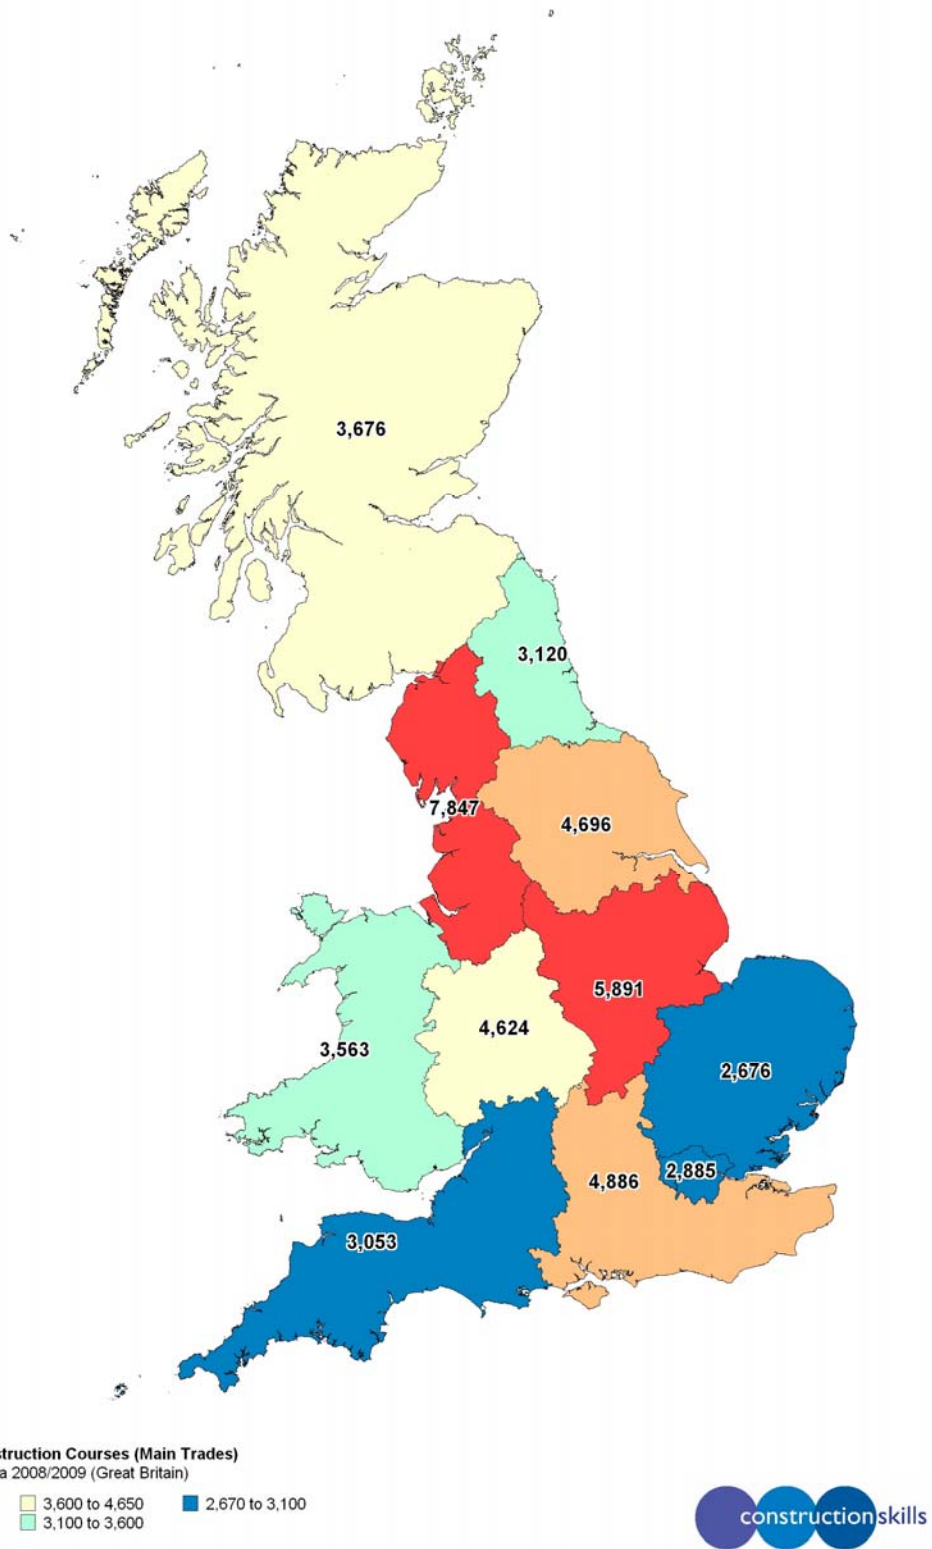 3,676
3,120
7,847
4,696
5,891
4,624
3,563
2,676
2,885
4,886
3,053
struction Courses (Main Trades)
a 2008/2009 (Great Britain)
3,600 to 4,650
2,670 to 3,100
3,100 to 3,600
constructionskills